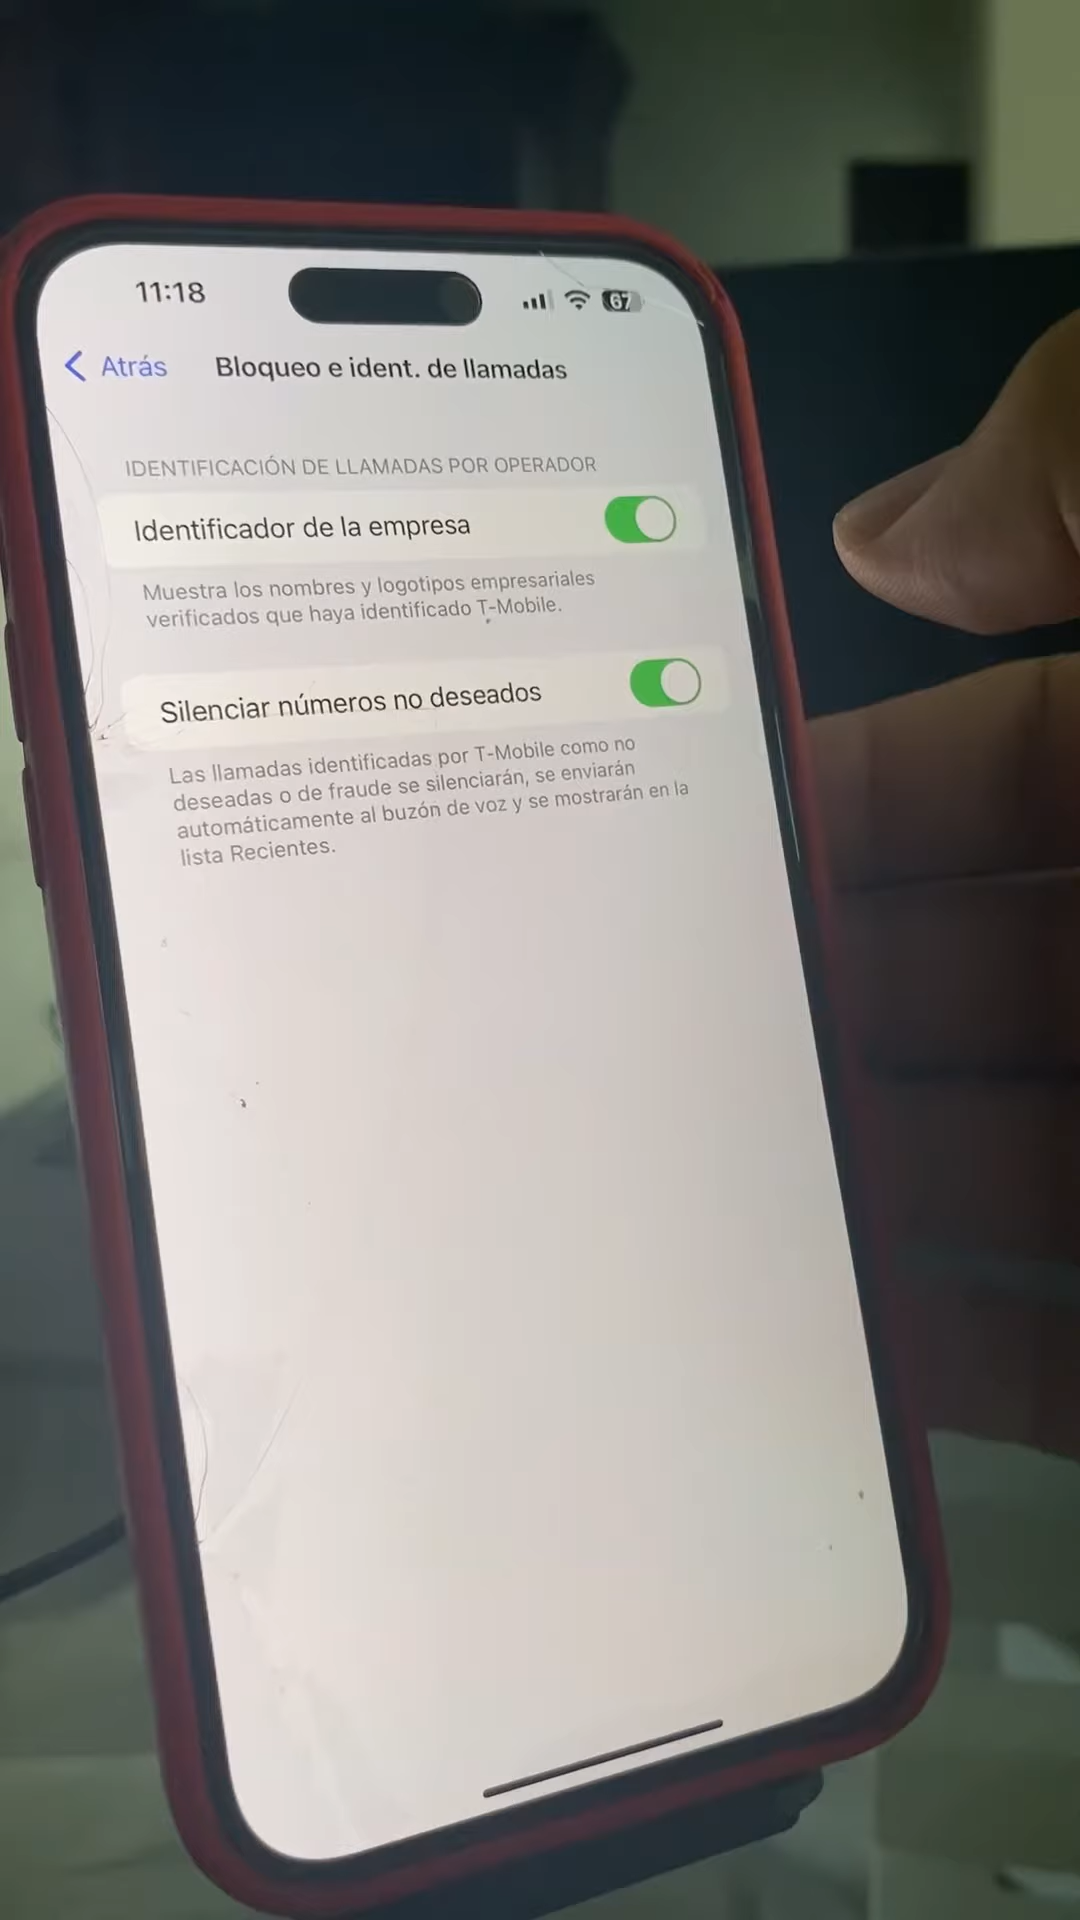 11:18
67
Atrás
Bloqueo e ident. de llamadas
IDENTIFICACIÓN DE LLAMADAS POR OPERADOR
Identificador de la empresa
Muestra los nombres y logotipos empresariales
verificados que haya identificado T-Mobile.
Silenciar números no deseados
Las llamadas identificadas por T-Mobile como no
deseadas o de fraude se silenciarán, se enviarán
automáticamente al buzón de voz y se mostrarán en la
lista Recientes.